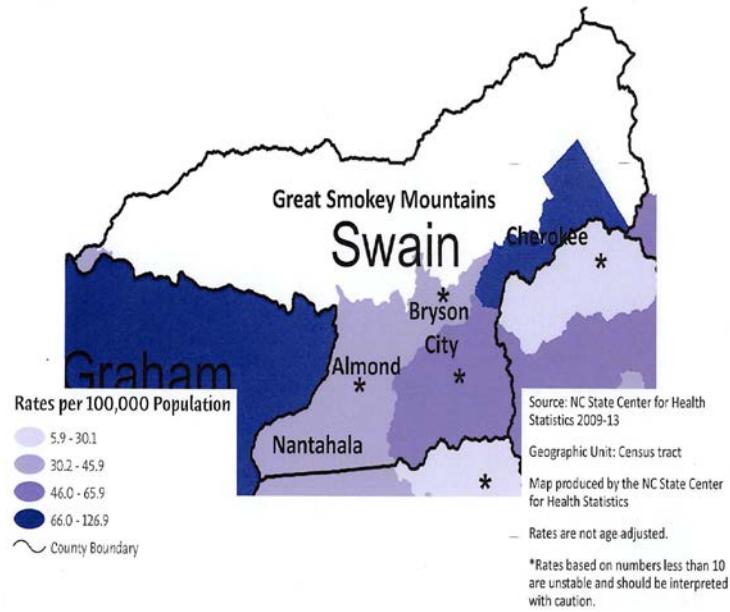 Great Smokey Mountains
Swain
Cherokee
*
*
Bryson
City
Almond
*
*
Graham
Nantahala
*
Rates per 100,000 Population
5.9 - 30.1
30.2 - 45.9
46.0 - 65.9
66.0 - 126.9
County Boundary
Source: NC State Center for Health
Statistics 2009-13
Geographic Unit: Census tract
Map produced by the NC State Center
for Health Statistics
Rates are not age adjusted.
*Rates based on numbers less than 10
are unstable and should be interpreted
with caution.